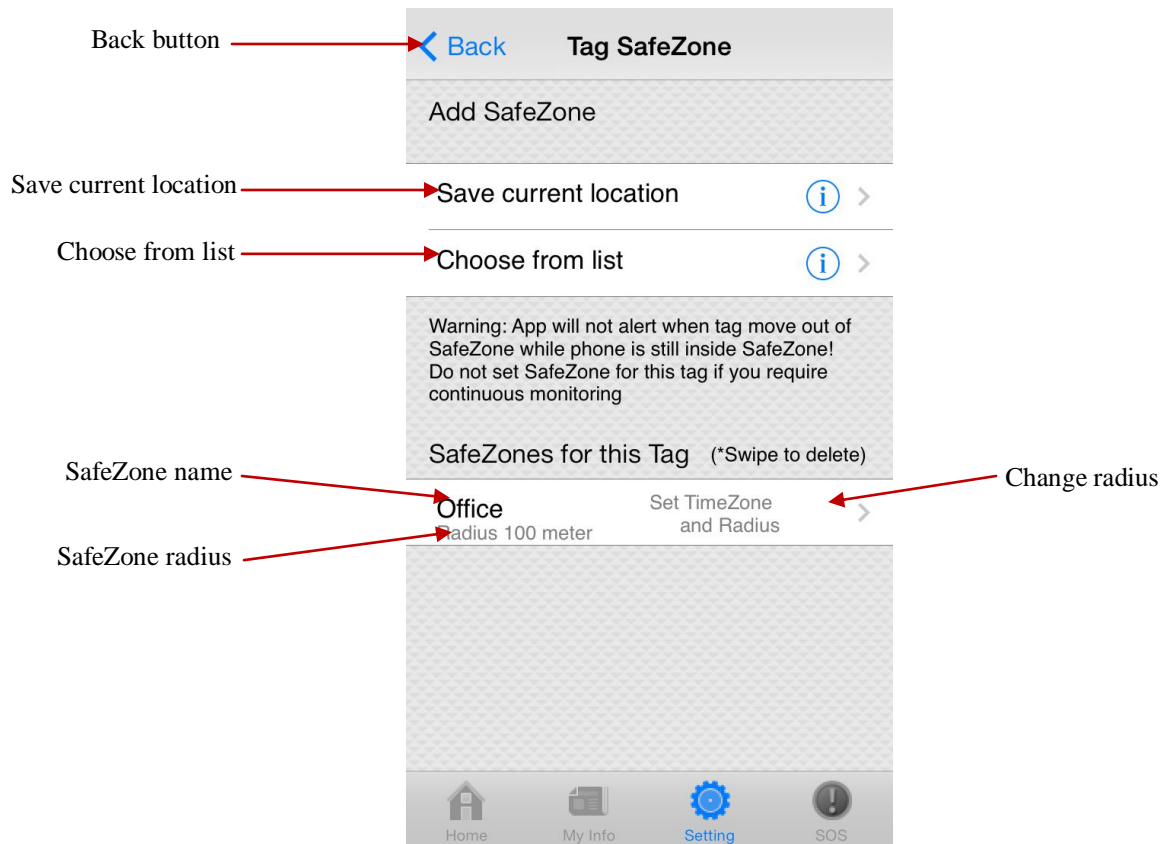 Back button
Back
Tag SafeZone
Add SafeZone
Save current location
Save current location
i
Choose from list
Choose from list
i
Warning: App will not alert when tag move out of
SafeZone while phone is still inside SafeZone!
Do not set SafeZone for this tag if you require
continuous monitoring
SafeZones for this Tag (*Swipe to delete)
SafeZone name
Office
Radius 100 meter
Set TimeZone
and Radius
Change radius
SafeZone radius
Home
My Info
Setting
SOS